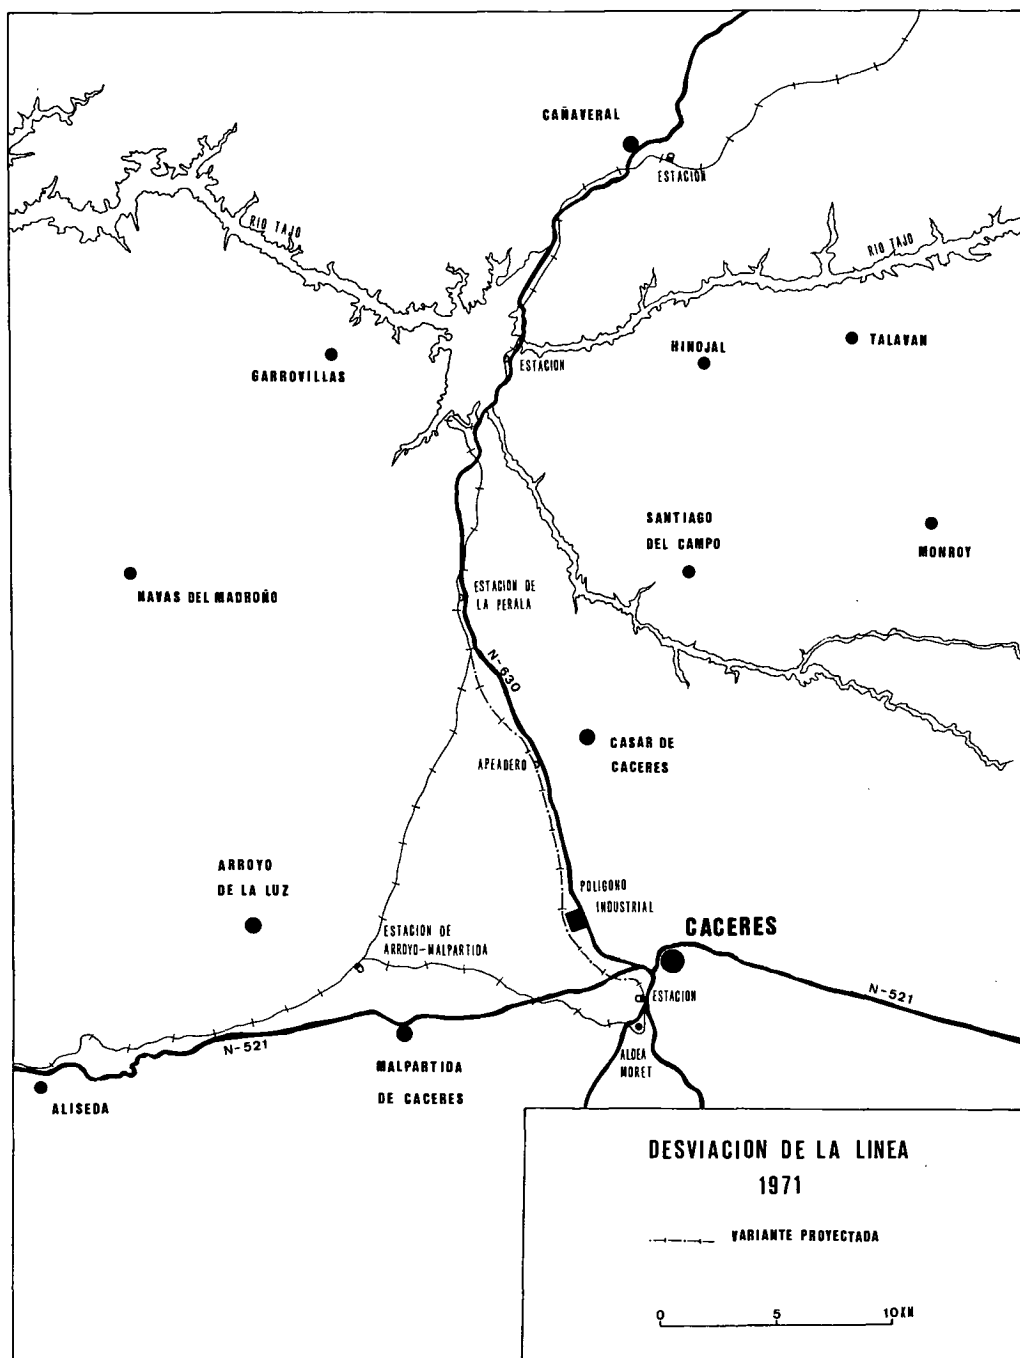 CAÑAVERAL
ESTACION
RIO TAJO
RIO TAJO
HINOJAL
TALAVAN
ESTACION
GARROVILLAS
SANTIAGO
DEL CAMPO
MONROY
ESTACION DE
LA PERALA
NAVAS DEL MADROÑO
N-630
CASAR DE
CACERES
APEADERO
ARROYO
DE LA LUZ
POLIGONO
INDUSTRIAL
ESTACION DE
ARROYO-MALPARTIDA
CACERES
ESTACION
N-521
N-521
ALDEA
MORET
MALPARTIDA
DE CACERES
ALISEDA
DESVIACION DE LA LINEA
1971
VARIANTE PROYECTADA
0 5 10 KM